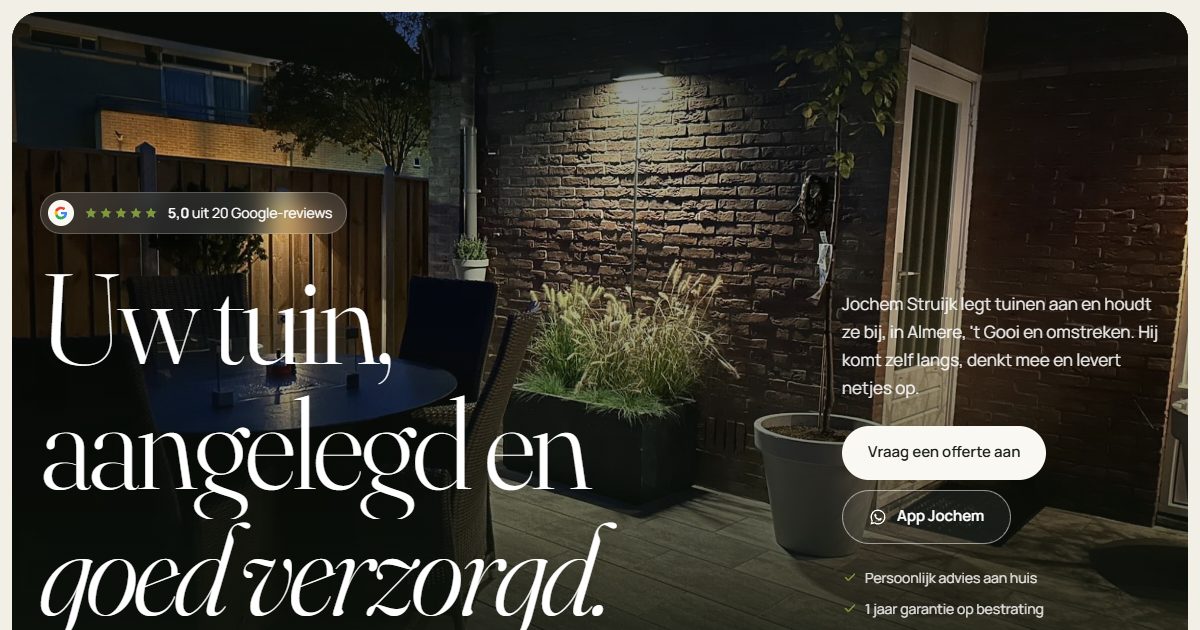 5,0 uit 20 Google-reviews
Uw tuin,
aangelegd en
goed verzorgd.
Jochem Struijk legt tuinen aan en houdt
ze bij, in Almere, 't Gooi en omstreken. Hij
komt zelf langs, denkt mee en levert
netjes op.
Vraag een offerte aan
App Jochem
Persoonlijk advies aan huis
1 jaar garantie op bestrating